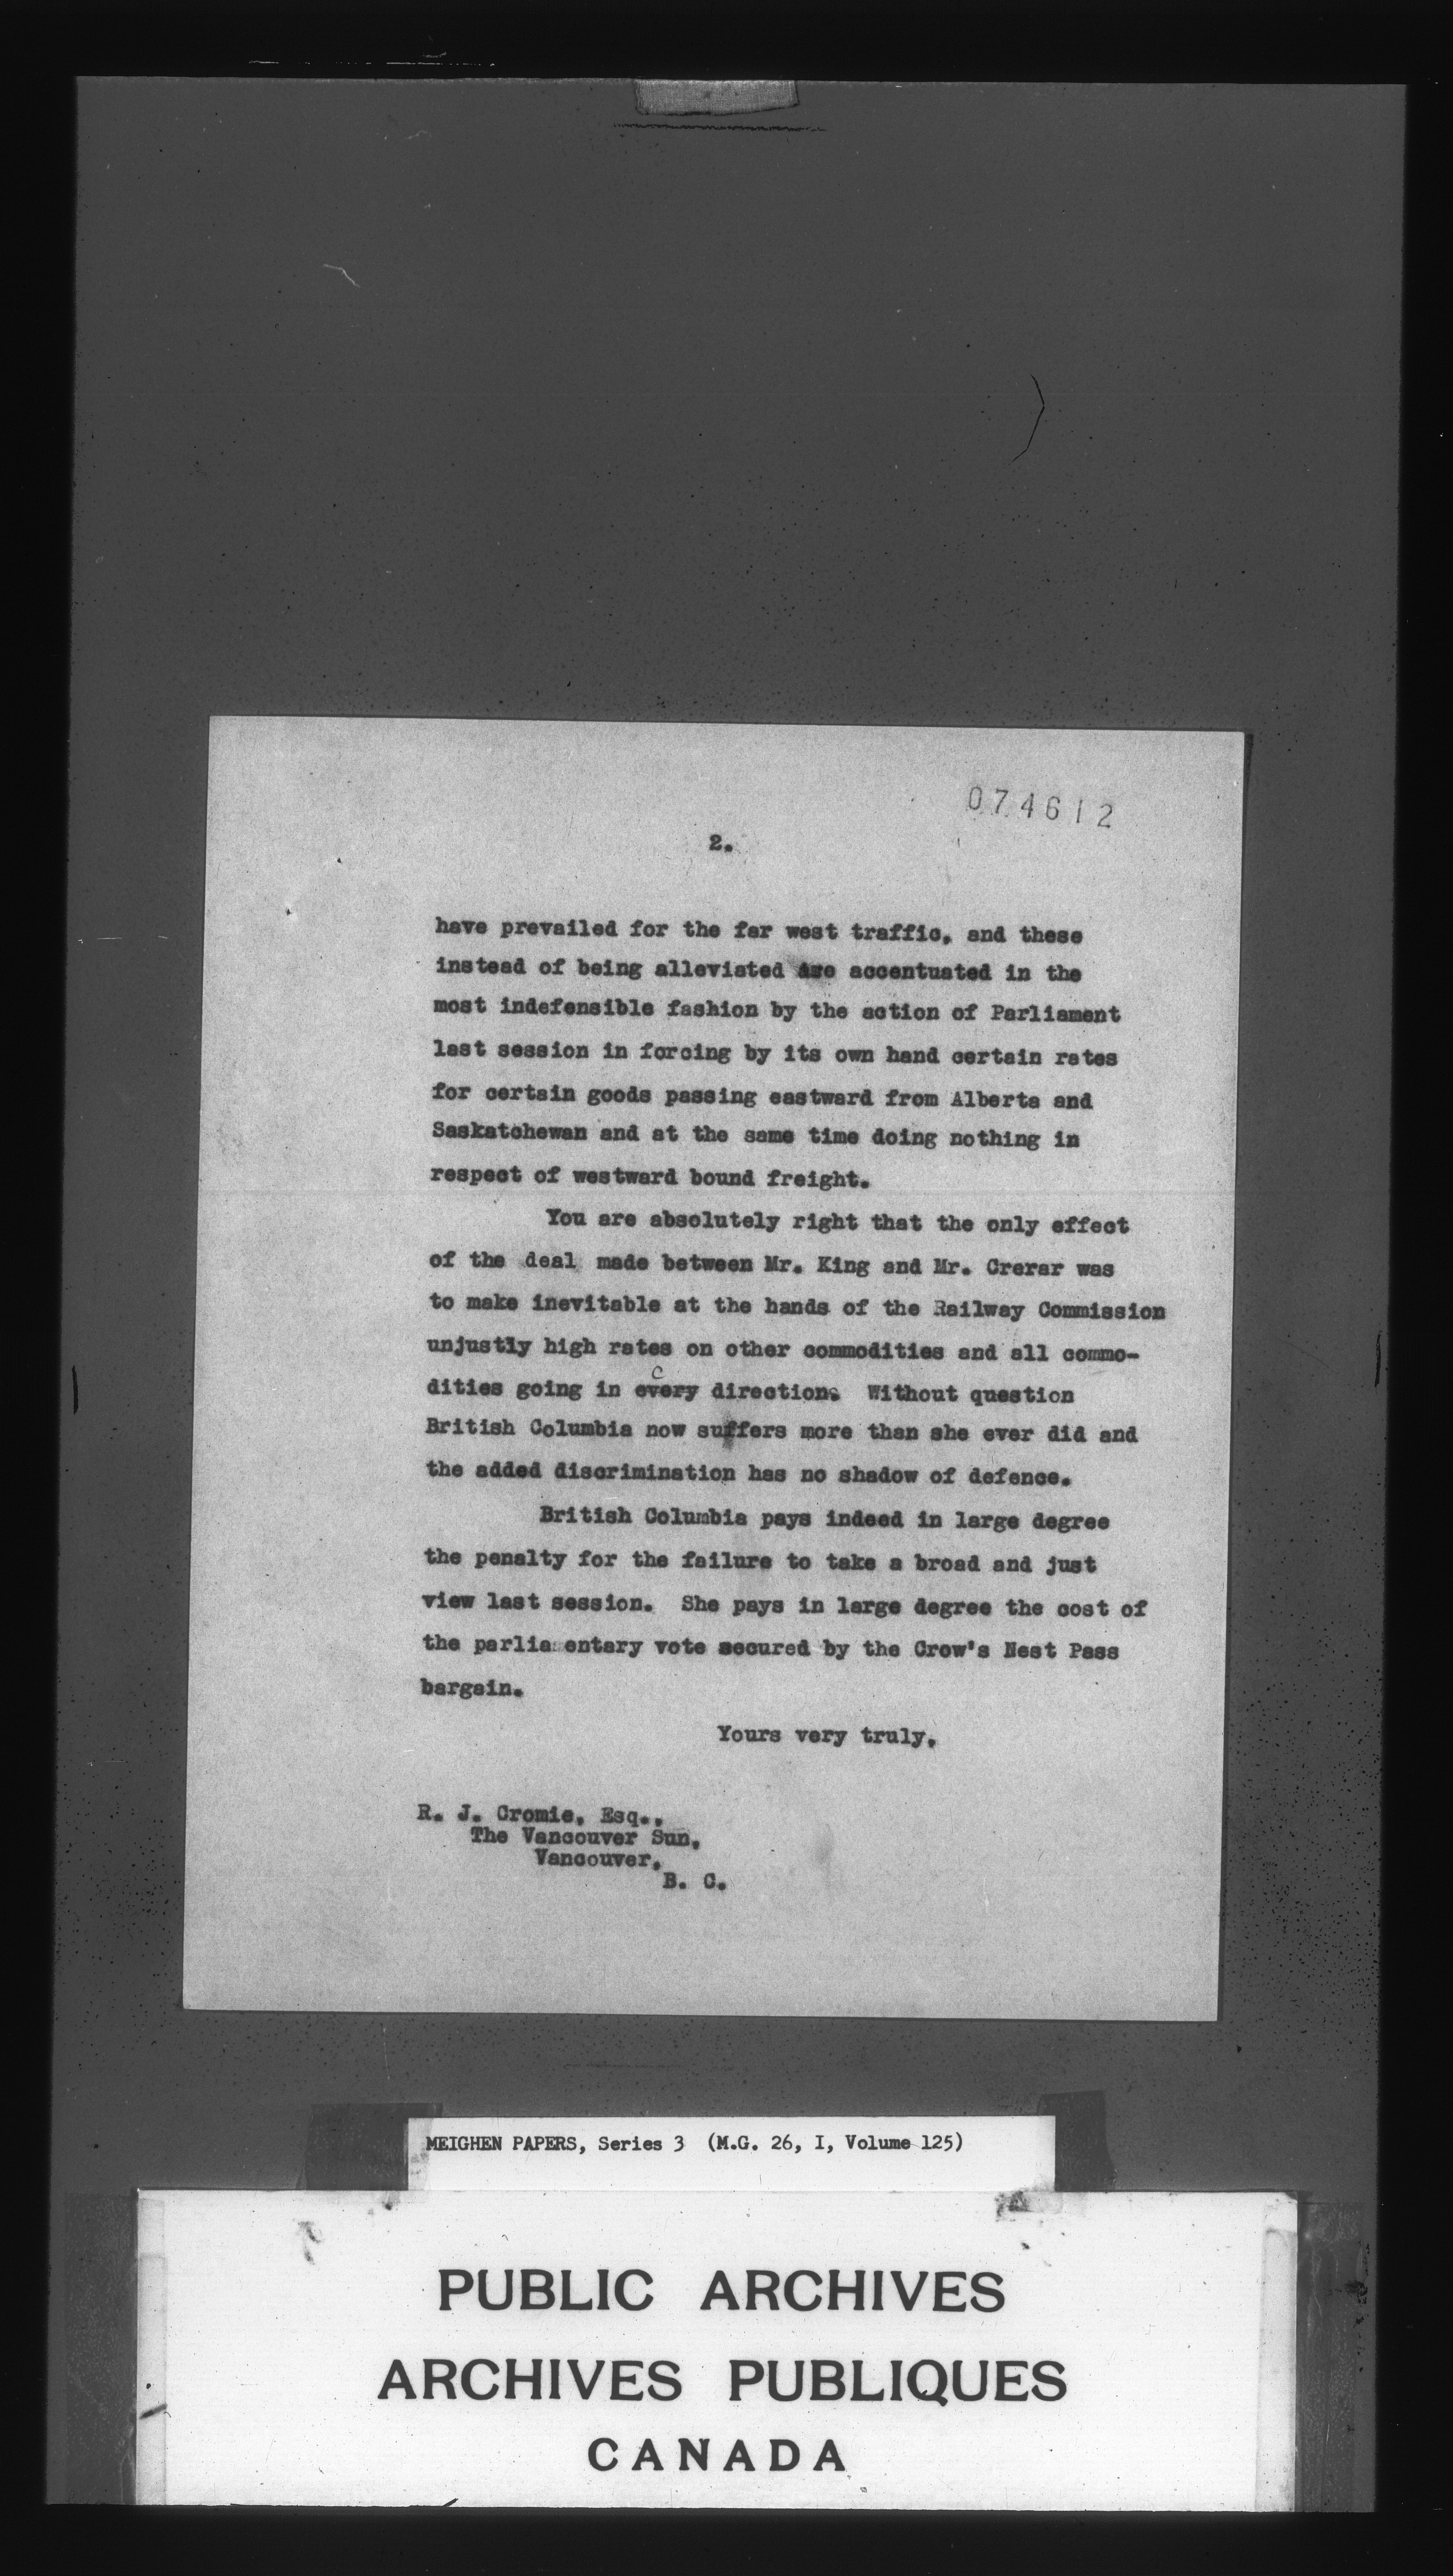 074612
2.
have prevailed for the far west traffic, and these
instead of being alleviated are accentuated in the
most indefensible fashion by the action of Parliament
last session in forcing by its own hand certain rates
for certain goods passing eastward from Alberta and
Saskatchewan and at the same time doing nothing in
respect of westward bound freight.
You are absolutely right that the only effect
of the deal made between Mr. King and Mr. Crerar was
to make inevitable at the hands of the Railway Commission
unjustly high rates on other commodities and all commo-
dities going in every direction. Without question
British Columbia now suffers more than she ever did and
the added discrimination has no shadow of defence.
British Columbia pays indeed in large degree
the penalty for the failure to take a broad and just
view last session. She pays in large degree the cost of
the parlia entary vote secured by the Crow's Nest Pass
bargain.
Yours very truly,
R. J. Cromie, Esq.,
The Vancouver Sun,
Vancouver,
B. C.
MEIGHEN PAPERS, Series 3 (M.G. 26, I, Volume 125)
PUBLIC ARCHIVES
ARCHIVES PUBLIQUES
CANADA